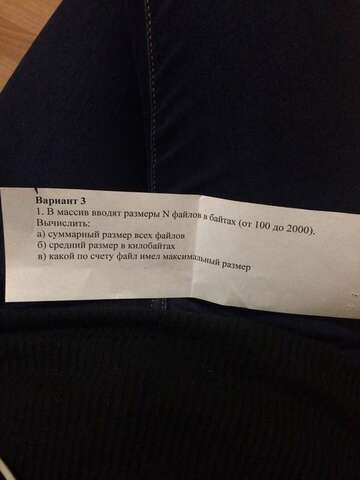 Вариант 3
1. В массив вводят размеры N файлов в байтах (от 100 до 2000).
Вычислить:
а) суммарный размер всех файлов
б) средний размер в килобайтах
в) какой по счету файл имел максимальный размер